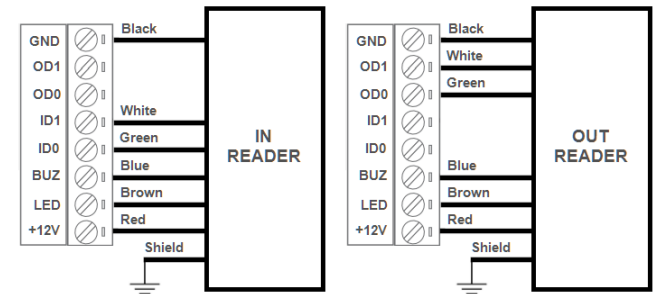 GND
OD1
OD0
ID1
ID0
BUZ
LED
+12V
Black
White
Green
Blue
Brown
Red
Shield
IN
READER
GND
OD1
OD0
ID1
ID0
BUZ
LED
+12V
Black
White
Green
Blue
Brown
Red
Shield
OUT
READER